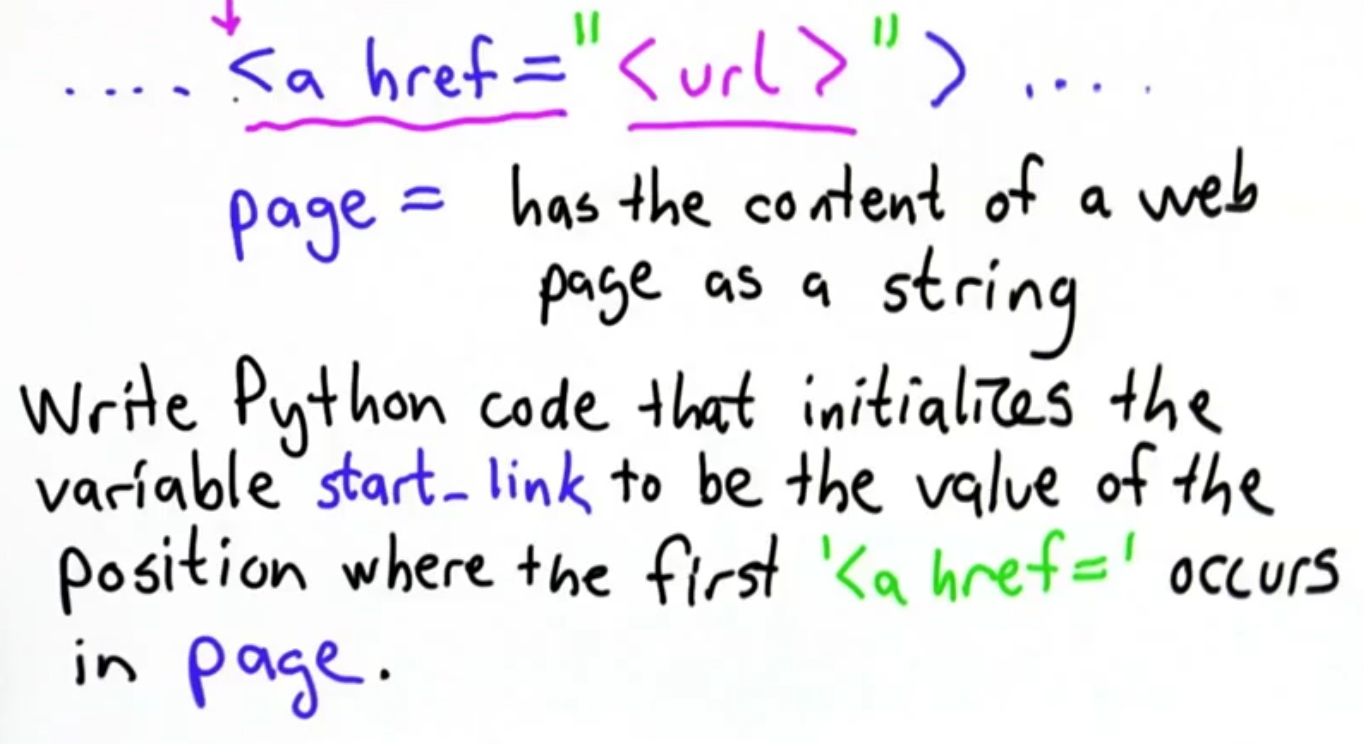 .... <a href="<url>"> ....
page = has the content of a web
page as a string
Write Python code that initializes the
variable start_link to be the value of the
position where the first '<a href=' occurs
in page.